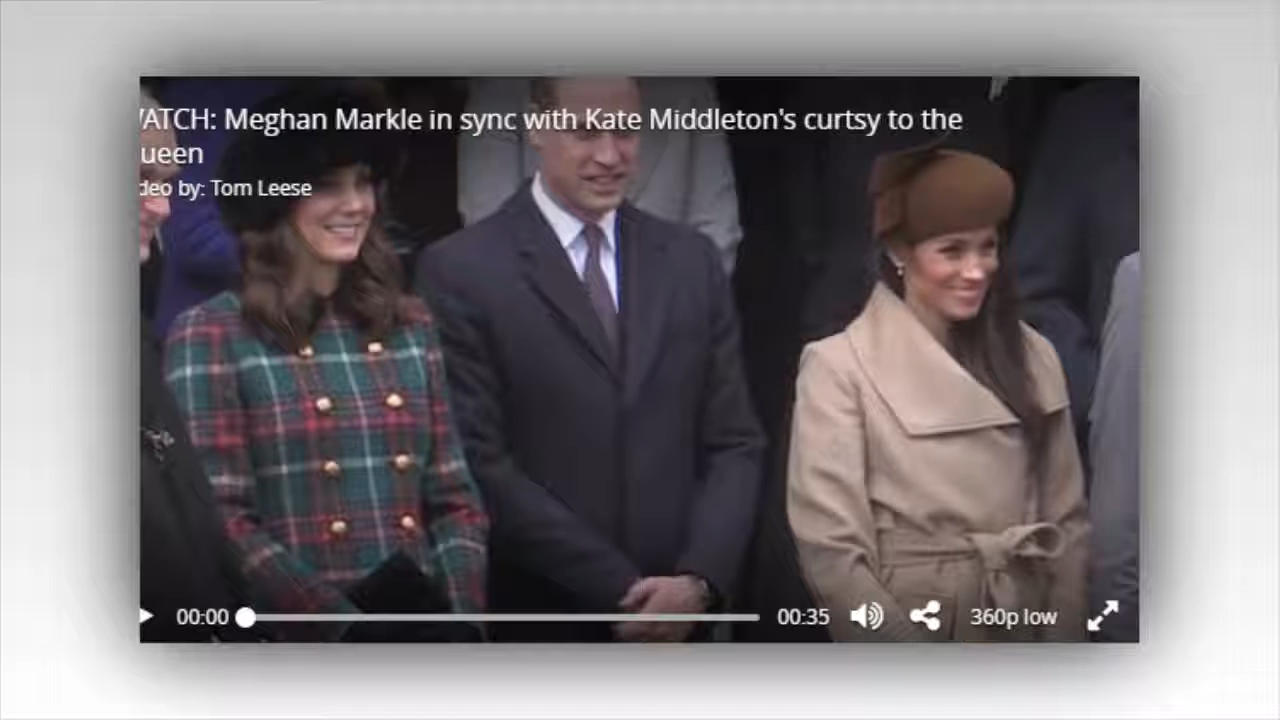 ATCH: Meghan Markle in sync with Kate Middleton's curtsy to the
ueen
deo by: Tom Leese
00:00 00:35 360p low